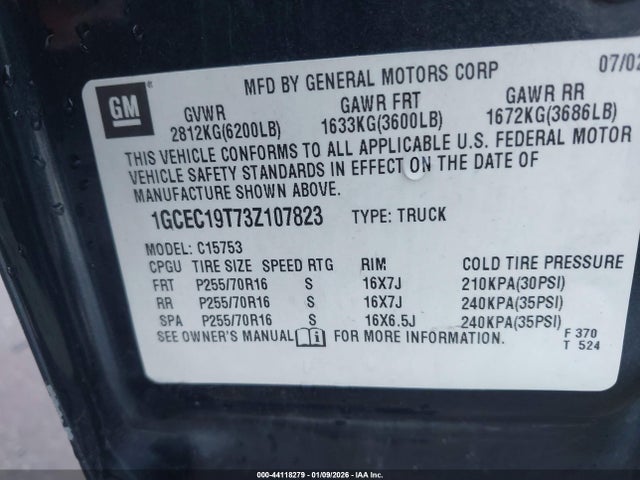 MFD BY GENERAL MOTORS CORP 07/02
GM
GVWR GAWR FRT GAWR RR
2812KG(6200LB) 1633KG(3600LB) 1672KG(3686LB)
THIS VEHICLE CONFORMS TO ALL APPLICABLE U.S. FEDERAL MOTOR
VEHICLE SAFETY STANDARDS IN EFFECT ON THE DATE OF
MANUFACTURE SHOWN ABOVE.
1GCEC19T73Z107823 TYPE: TRUCK
MODEL: C15753
CPGU TIRE SIZE SPEED RTG RIM COLD TIRE PRESSURE
FRT P255/70R16 S 16X7J 210KPA(30PSI)
RR P255/70R16 S 16X7J 240KPA(35PSI)
SPA P255/70R16 S 16X6.5J 240KPA(35PSI)
SEE OWNER'S MANUAL i FOR MORE INFORMATION.
F 370
T 524
000-44118279 - 01/09/2026 - IAA Inc.